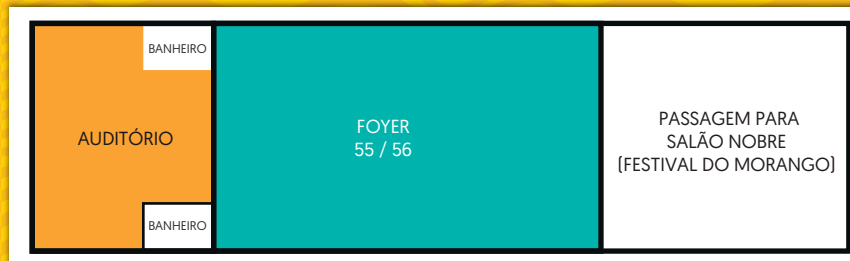 BANHEIRO
AUDITÓRIO
BANHEIRO
FOYER
55 / 56
PASSAGEM PARA
SALÃO NOBRE
(FESTIVAL DO MORANGO)